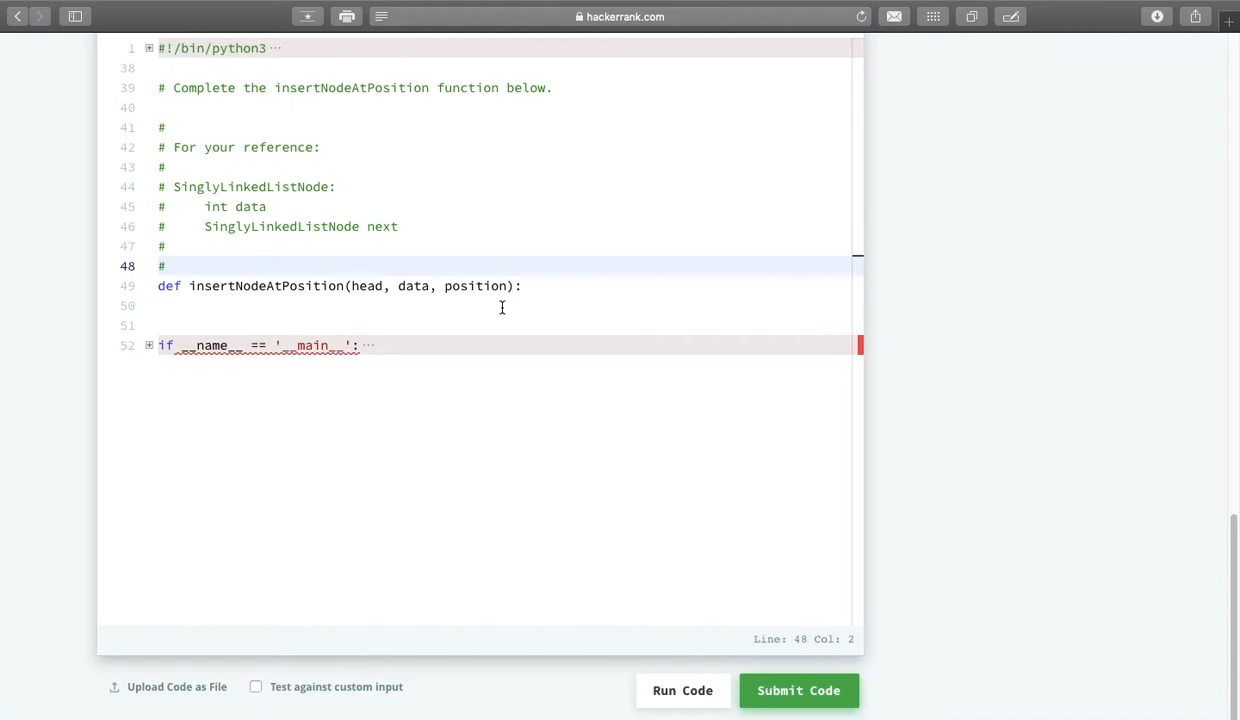 hackerrank.com
1 #!/bin/python3 ···
38
39 # Complete the insertNodeAtPosition function below.
40
41 #
42 # For your reference:
43 #
44 # SinglyLinkedListNode:
45 #     int data
46 #     SinglyLinkedListNode next
47 #
48 #
49 def insertNodeAtPosition(head, data, position):
50
51
52 if __name__ == '__main__': ···
Line: 48 Col: 2
Upload Code as File Test against custom input Run Code Submit Code